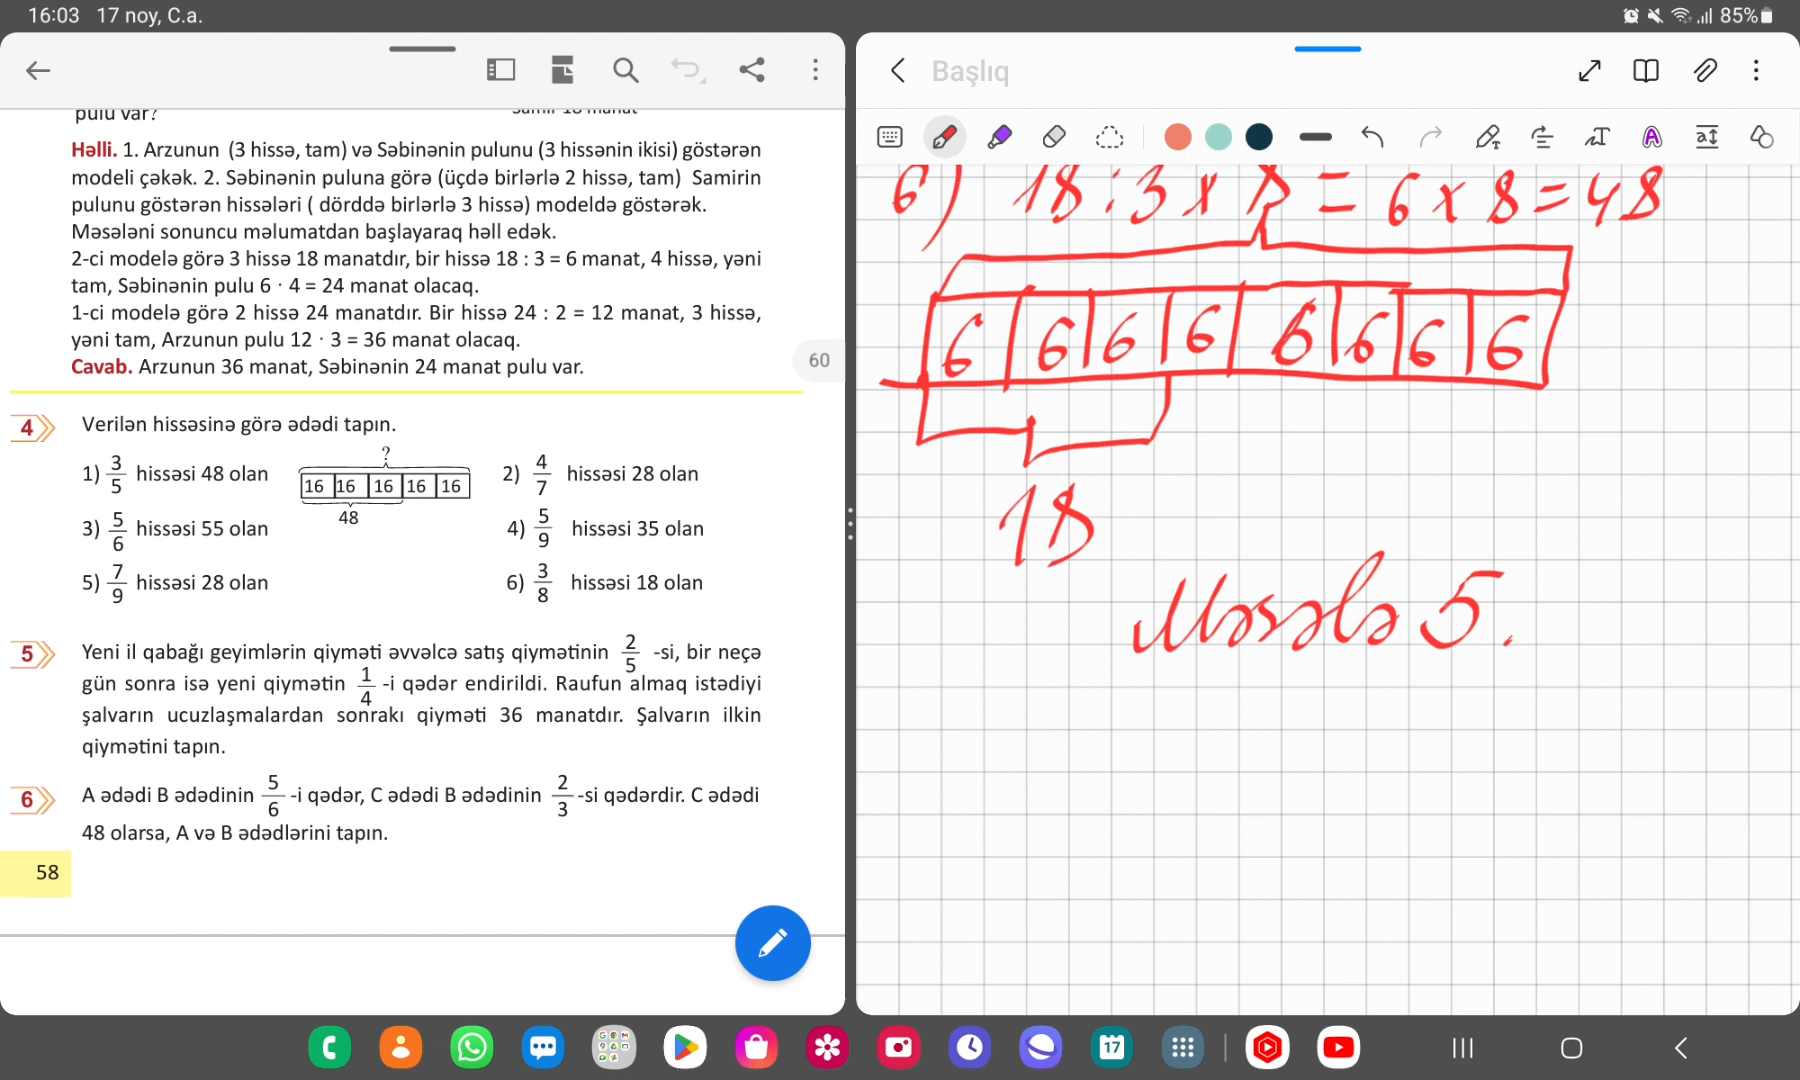 16:03 17 noy, C.a.
85%
pulu var?
Samir 18 manat
Həlli. 1. Arzunun (3 hissə, tam) və Səbinənin pulunu (3 hissənin ikisi) göstərən
modeli çəkək. 2. Səbinənin puluna görə (üçdə birlərlə 2 hissə, tam) Samirin
pulunu göstərən hissələri ( dörddə birlərlə 3 hissə) modeldə göstərək.
Məsələni sonuncu məlumatdan başlayaraq həll edək.
2-ci modelə görə 3 hissə 18 manatdır, bir hissə 18 : 3 = 6 manat, 4 hissə, yəni
tam, Səbinənin pulu 6 · 4 = 24 manat olacaq.
1-ci modelə görə 2 hissə 24 manatdır. Bir hissə 24 : 2 = 12 manat, 3 hissə,
yəni tam, Arzunun pulu 12 · 3 = 36 manat olacaq.
Cavab. Arzunun 36 manat, Səbinənin 24 manat pulu var.
60
4 Verilən hissəsinə görə ədədi tapın.
1) 3/5 hissəsi 48 olan
?
16 16 16 16 16
48
2) 4/7 hissəsi 28 olan
3) 5/6 hissəsi 55 olan
4) 5/9 hissəsi 35 olan
5) 7/9 hissəsi 28 olan
6) 3/8 hissəsi 18 olan
5 Yeni il qabağı geyimlərin qiyməti əvvəlcə satış qiymətinin 2/5 -si, bir neçə
gün sonra isə yeni qiymətin 1/4 -i qədər endirildi. Raufun almaq istədiyi
şalvarın ucuzlaşmalardan sonrakı qiyməti 36 manatdır. Şalvarın ilkin
qiymətini tapın.
6 A ədədi B ədədinin 5/6 -i qədər, C ədədi B ədədinin 2/3 -si qədərdir. C ədədi
48 olarsa, A və B ədədlərini tapın.
58
Başlıq
6) 18 : 3 x 8 = 6 x 8 = 48
6 6 6 6 6 6 6 6
18
Məsələ 5.
17